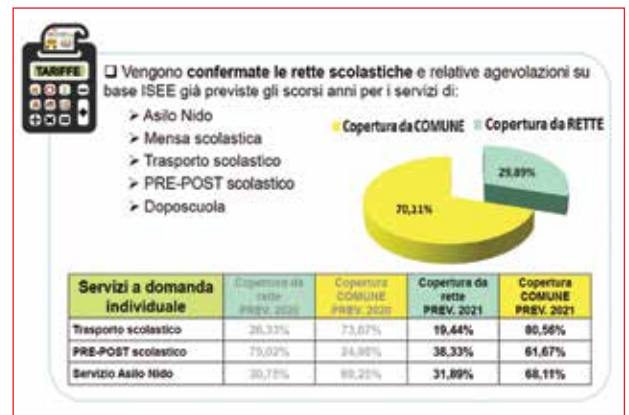 TARIFFE
❑ Vengono confermate le rette scolastiche e relative agevolazioni su
base ISEE già previste gli scorsi anni per i servizi di:
➢ Asilo Nido
➢ Mensa scolastica
➢ Trasporto scolastico
➢ PRE-POST scolastico
➢ Doposcuola
Copertura da COMUNE Copertura da RETTE
29,89%
70,11%
Servizi a domanda individuale Copertura da rette PREV. 2020 Copertura COMUNE PREV. 2020 Copertura da rette PREV. 2021 Copertura COMUNE PREV. 2021
Trasporto scolastico 26,33% 73,67% 19,44% 80,56%
PRE-POST scolastico 75,02% 24,98% 38,33% 61,67%
Servizio Asilo Nido 30,75% 69,25% 31,89% 68,11%